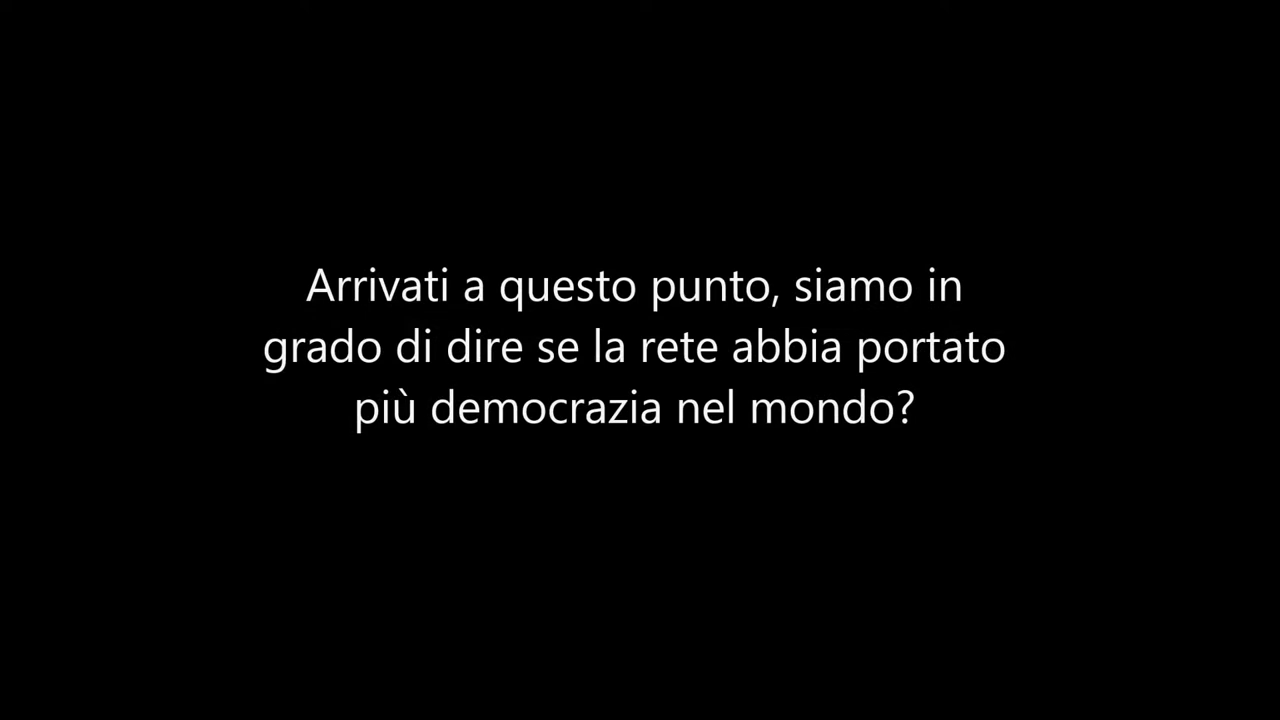 Arrivati a questo punto, siamo in
grado di dire se la rete abbia portato
più democrazia nel mondo?